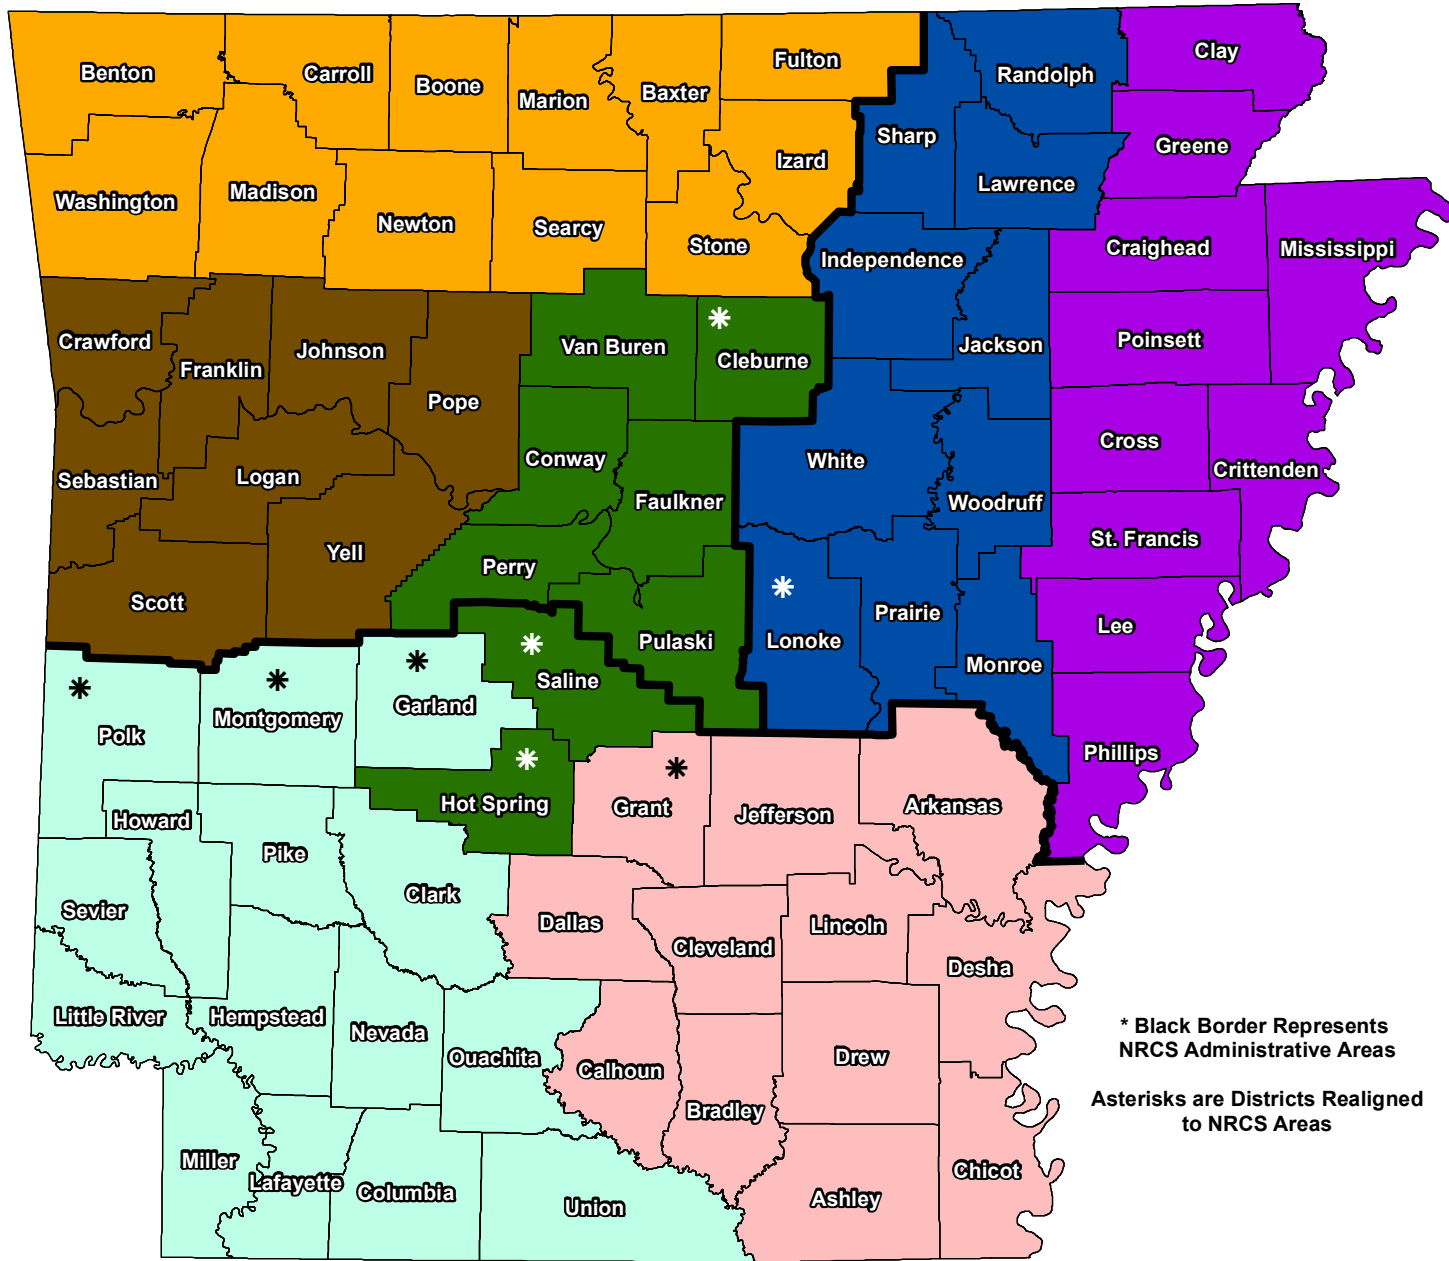 Benton
Carroll
Boone
Marion
Baxter
Fulton
Randolph
Clay
Sharp
Izard
Greene
Lawrence
Washington
Madison
Newton
Searcy
Stone
Independence
Craighead
Mississippi
Crawford
Franklin
Johnson
Van Buren
*
Cleburne
Jackson
Poinsett
Pope
Sebastian
Logan
Conway
Faulkner
White
Woodruff
Cross
Crittenden
Yell
Perry
St. Francis
Scott
*
Lonoke
Prairie
Lee
Pulaski
Monroe
*
Polk
*
Montgomery
*
Garland
*
Saline
*
Hot Spring
*
Grant
Jefferson
Arkansas
Phillips
Howard
Pike
Clark
Sevier
Dallas
Cleveland
Lincoln
Desha
Little River
Hempstead
Nevada
Ouachita
Calhoun
Drew
Bradley
Miller
Lafayette
Columbia
Union
Ashley
Chicot
* Black Border Represents
NRCS Administrative Areas
Asterisks are Districts Realigned
to NRCS Areas